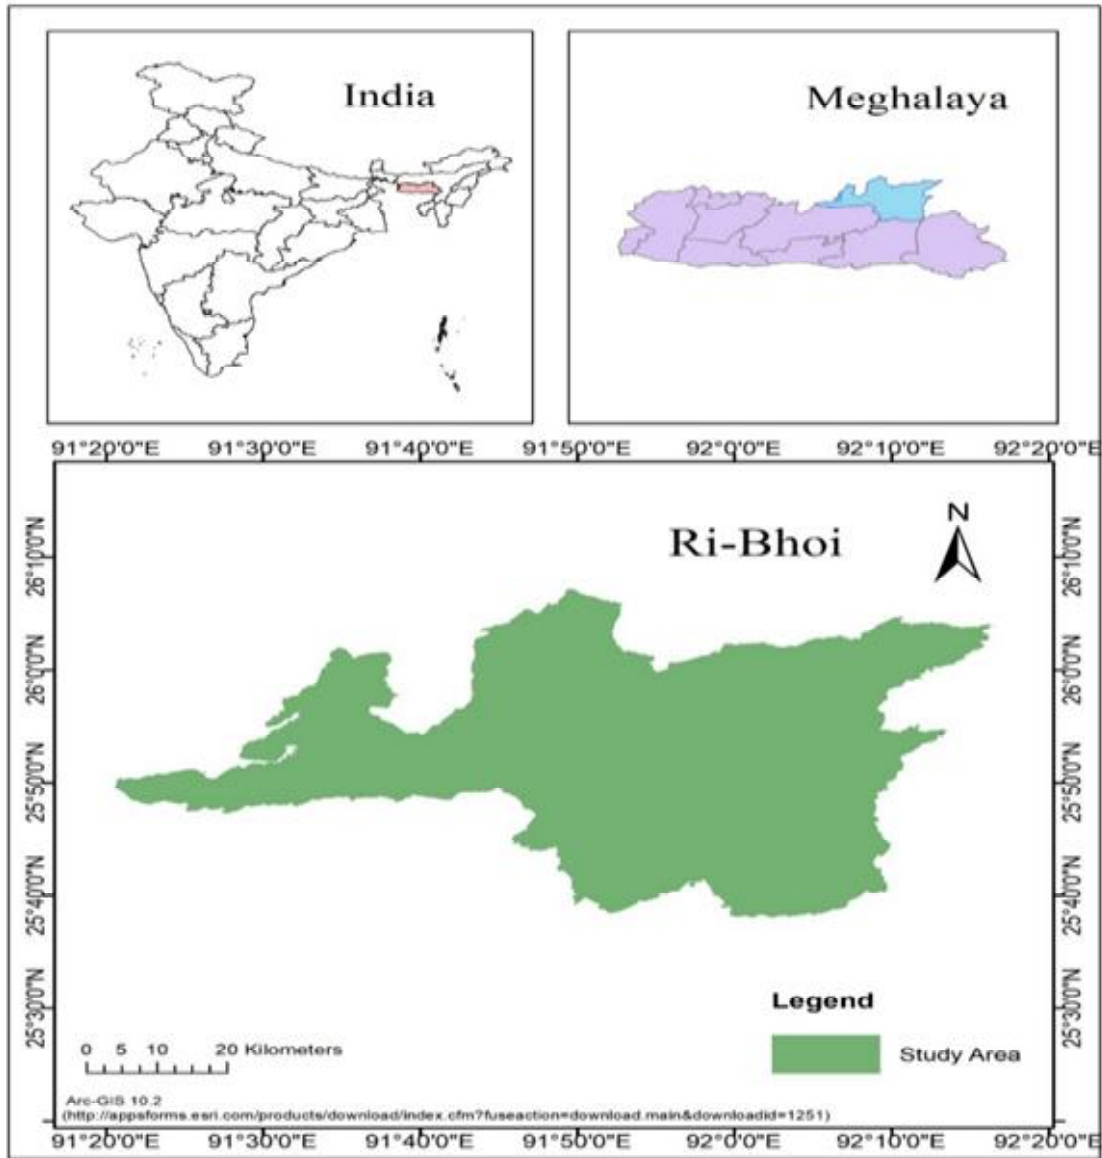 India
Meghalaya
91°20'0"E 91°30'0"E 91°40'0"E 91°50'0"E 92°0'0"E 92°10'0"E 92°20'0"E
Ri-Bhoi
N
26°10'0"N 26°10'0"N
26°0'0"N 26°0'0"N
25°50'0"N 25°50'0"N
25°40'0"N 25°40'0"N
25°30'0"N 25°30'0"N
Legend
Study Area
0 5 10 20 Kilometers
Arc-GIS 10.2
(http://appsforms.esri.com/products/download/index.cfm?fuseaction=download.main&downloadid=1251)
91°20'0"E 91°30'0"E 91°40'0"E 91°50'0"E 92°0'0"E 92°10'0"E 92°20'0"E